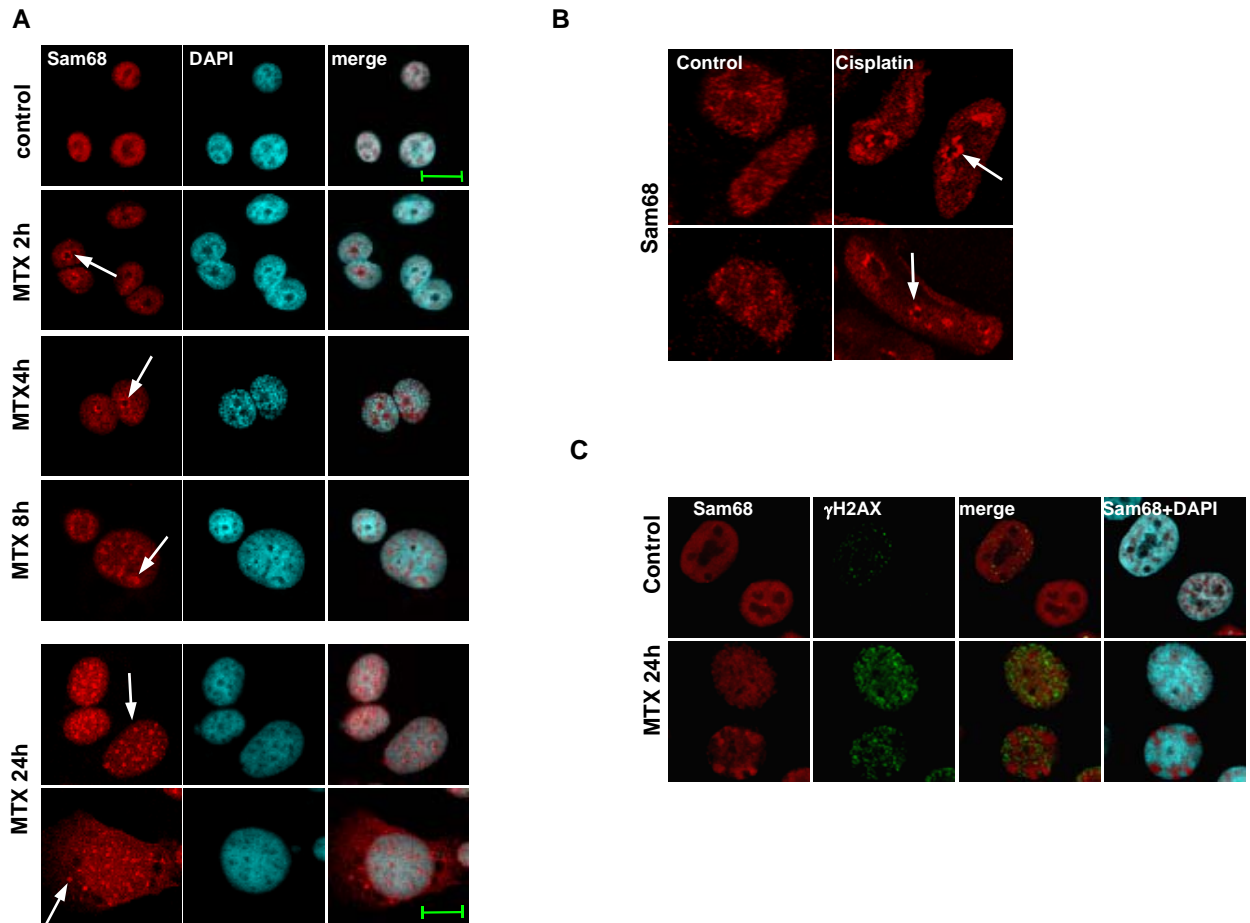 A
Sam68 DAPI merge
control
MTX 2h
MTX4h
MTX 8h
MTX 24h
B
Control Cisplatin
Sam68
C
Sam68 γH2AX merge Sam68+DAPI
Control
MTX 24h